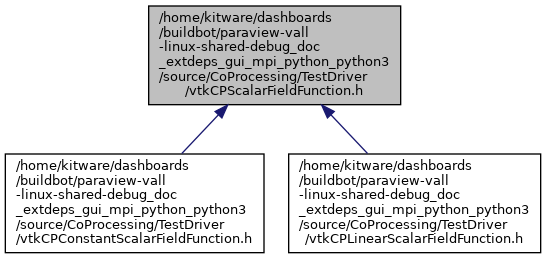 /home/kitware/dashboards
/buildbot/paraview-vall
-linux-shared-debug_doc
_extdeps_gui_mpi_python_python3
/source/CoProcessing/TestDriver
/vtkCPScalarFieldFunction.h
/home/kitware/dashboards
/buildbot/paraview-vall
-linux-shared-debug_doc
_extdeps_gui_mpi_python_python3
/source/CoProcessing/TestDriver
/vtkCPConstantScalarFieldFunction.h
/home/kitware/dashboards
/buildbot/paraview-vall
-linux-shared-debug_doc
_extdeps_gui_mpi_python_python3
/source/CoProcessing/TestDriver
/vtkCPLinearScalarFieldFunction.h